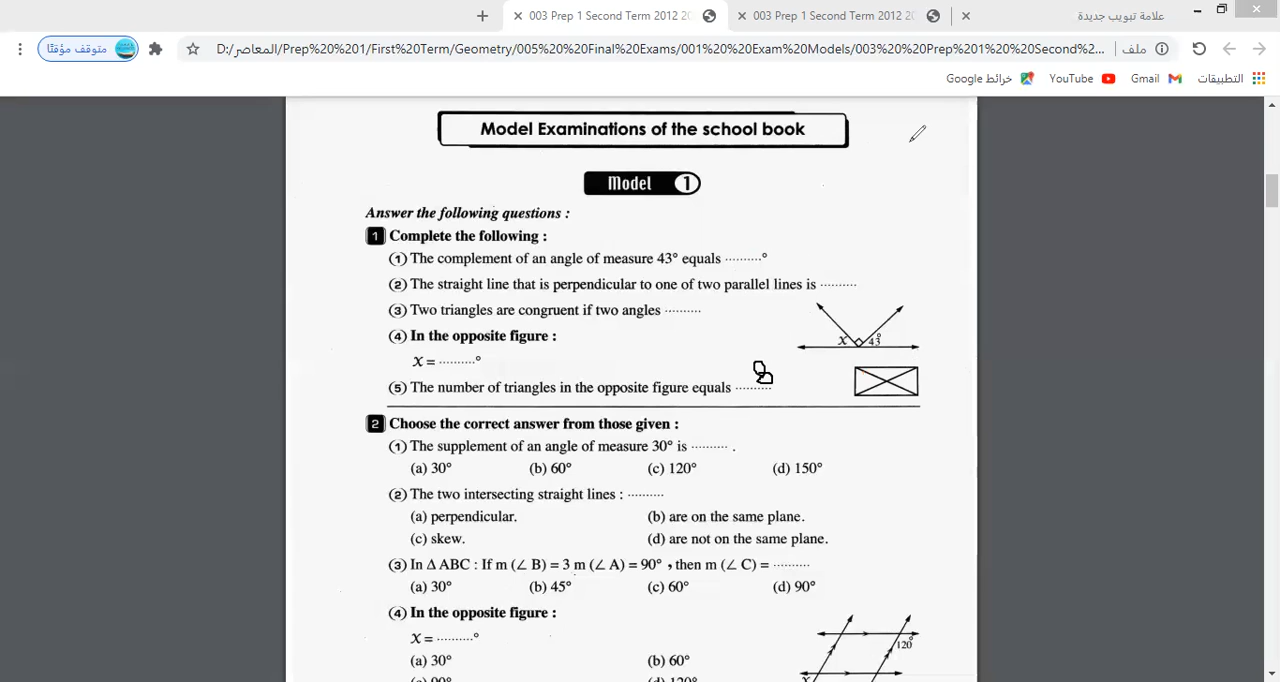 003 Prep 1 Second Term 2012 20
003 Prep 1 Second Term 2012 20
علامة تبويب جديدة
متوقف مؤقتًا
D:/المعاصر/Prep%20%201/First%20Term/Geometry/005%20%20Final%20Exams/001%20%20Exam%20Models/003%20%20Prep%201%20%20Second%2...
ملف
خرائط Google
YouTube
Gmail
التطبيقات
Model Examinations of the school book
Model 1
Answer the following questions :
1 Complete the following :
(1) The complement of an angle of measure 43° equals ..........°
(2) The straight line that is perpendicular to one of two parallel lines is ..........
(3) Two triangles are congruent if two angles ..........
(4) In the opposite figure :
X 43°
X = ..........°
8
(5) The number of triangles in the opposite figure equals ..........
2 Choose the correct answer from those given :
(1) The supplement of an angle of measure 30° is .......... .
(a) 30° (b) 60° (c) 120° (d) 150°
(2) The two intersecting straight lines : ..........
(a) perpendicular. (b) are on the same plane.
(c) skew. (d) are not on the same plane.
(3) In Δ ABC : If m (∠ B) = 3 m (∠ A) = 90° , then m (∠ C) = ..........
(a) 30° (b) 45° (c) 60° (d) 90°
(4) In the opposite figure :
X = ..........°
120°
(a) 30° (b) 60°
X